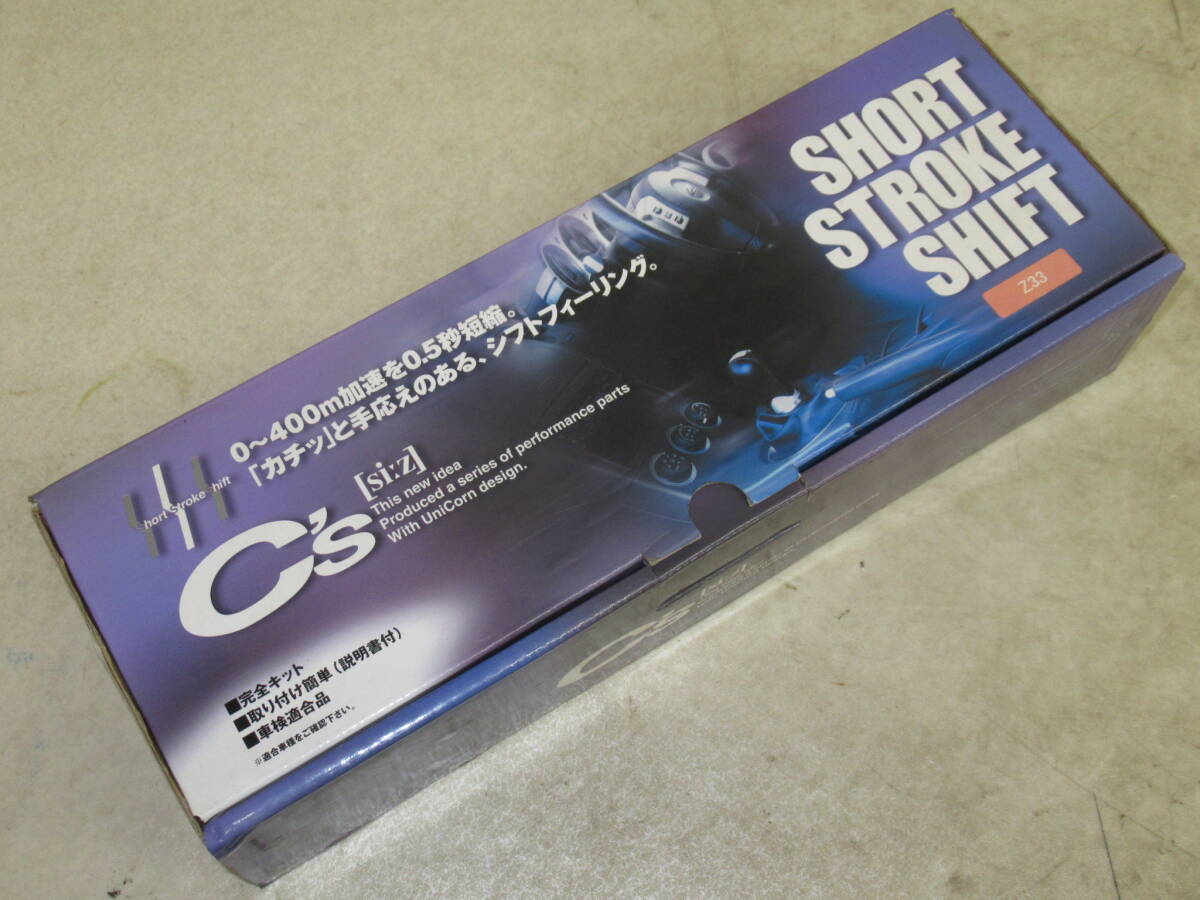 SHORT
STROKE
SHIFT
Z33
0〜400m加速を0.5秒短縮。
「カチッ」と手応えのある、シフトフィーリング。
Short Stroke Shift
C's
[si:z]
This new idea
Produced a series of performance parts
With UniCorn design.
■完全キット
■取り付け簡単（説明書付）
■車検適合品
※適合車種をご確認下さい。
C's